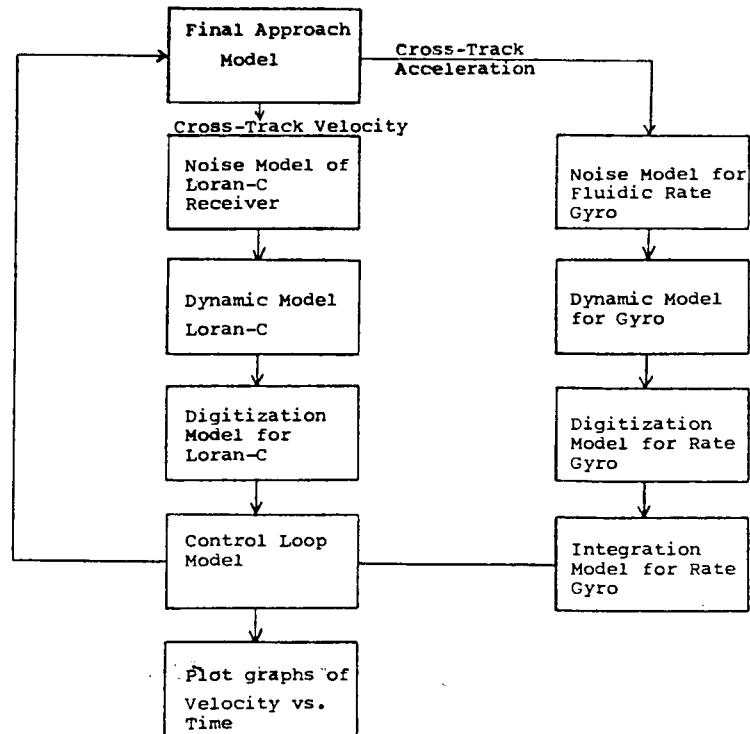 Final Approach
Model
Cross-Track
Acceleration
Cross-Track Velocity
Noise Model of
Loran-C
Receiver
Noise Model for
Fluidic Rate
Gyro
Dynamic Model
Loran-C
Dynamic Model
for Gyro
Digitization
Model for
Loran-C
Digitization
Model for Rate
Gyro
Control Loop
Model
Integration
Model for Rate
Gyro
Plot graphs of
Velocity vs.
Time